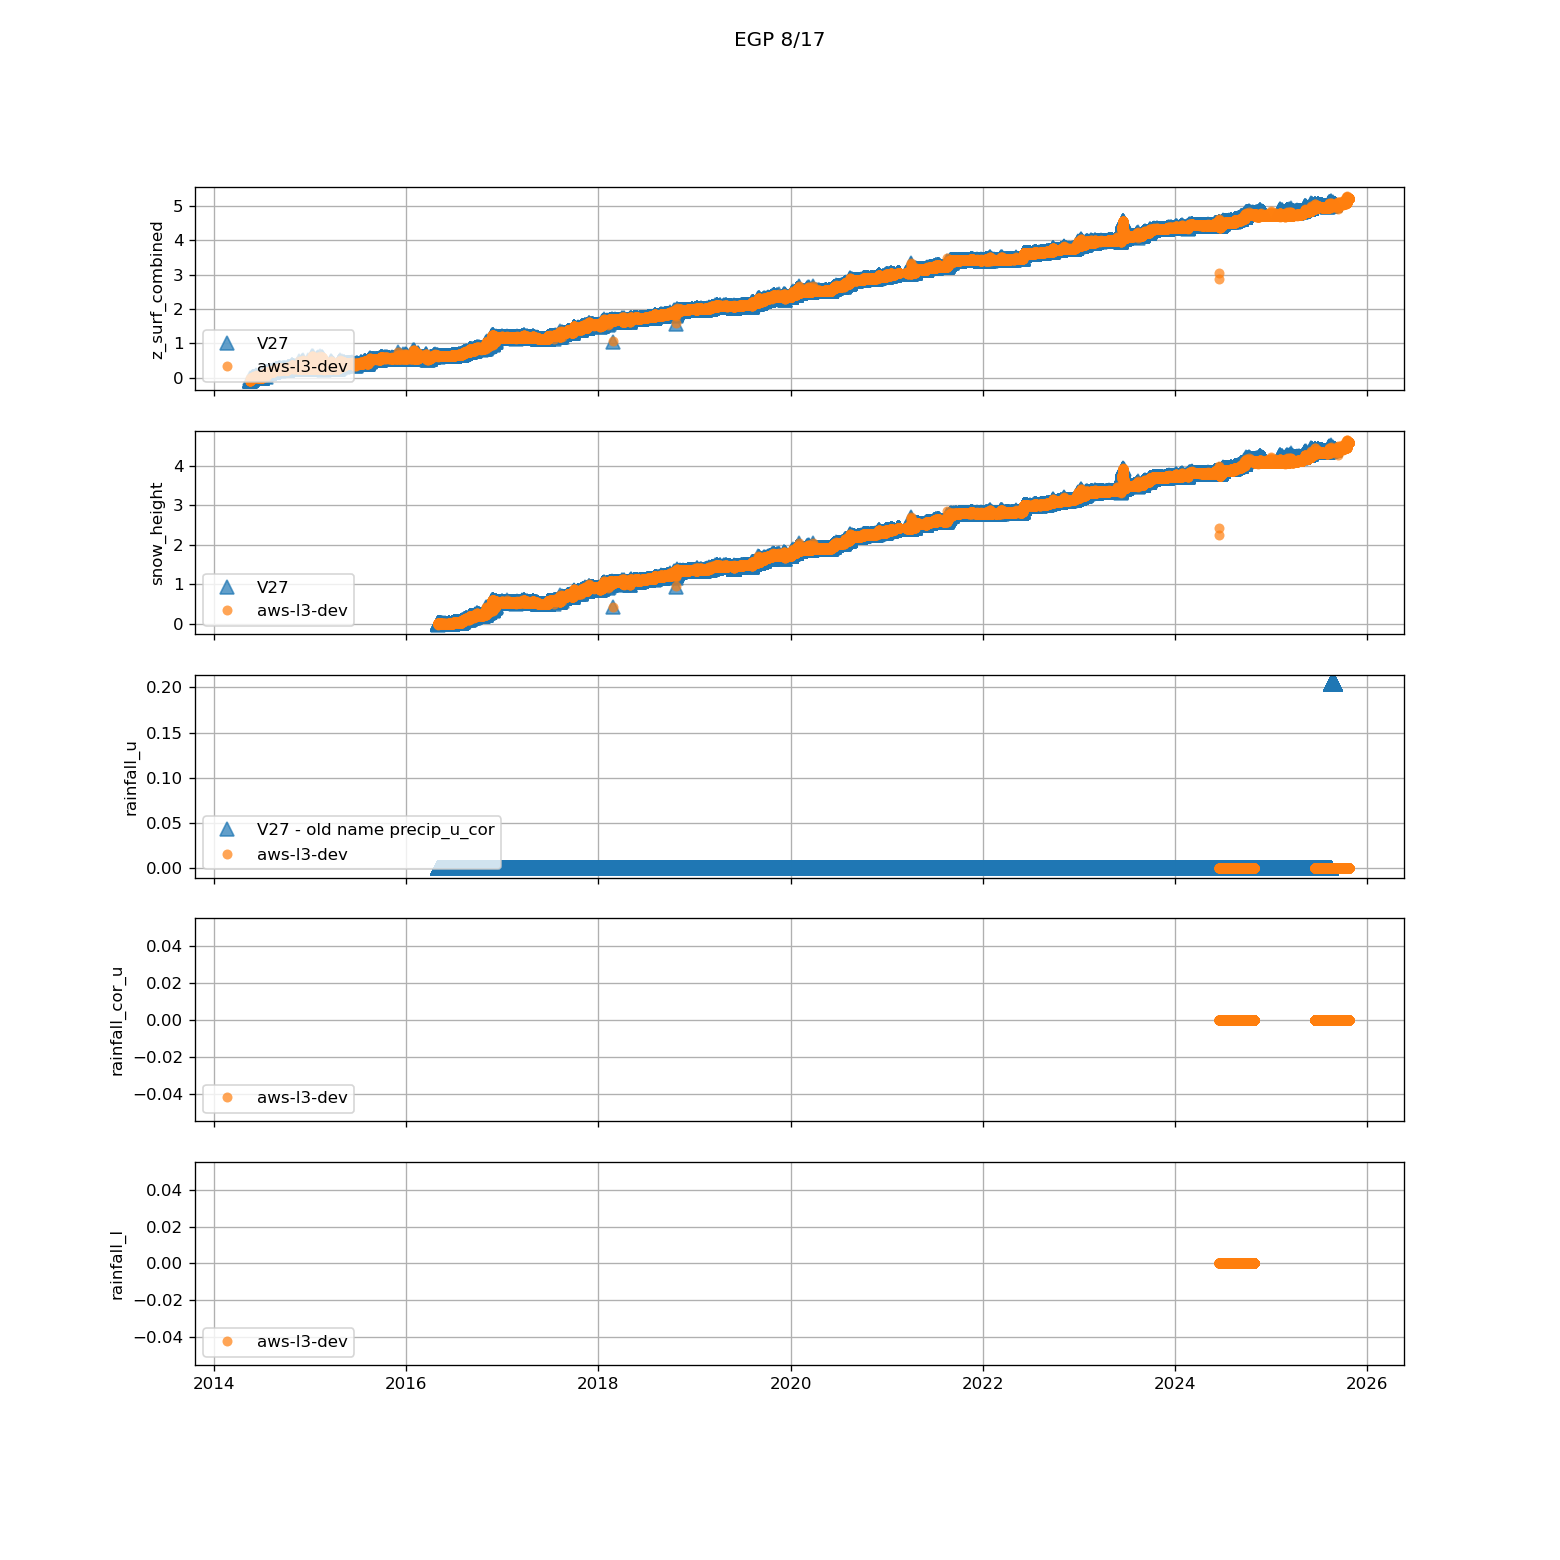 EGP 8/17
z_surf_combined
5
4
3
2
1
0
V27
aws-l3-dev
snow_height
4
3
2
1
0
V27
aws-l3-dev
rainfall_u
0.20
0.15
0.10
0.05
0.00
V27 - old name precip_u_cor
aws-l3-dev
rainfall_cor_u
0.04
0.02
0.00
−0.02
−0.04
aws-l3-dev
rainfall_l
0.04
0.02
0.00
−0.02
−0.04
aws-l3-dev
2014 2016 2018 2020 2022 2024 2026